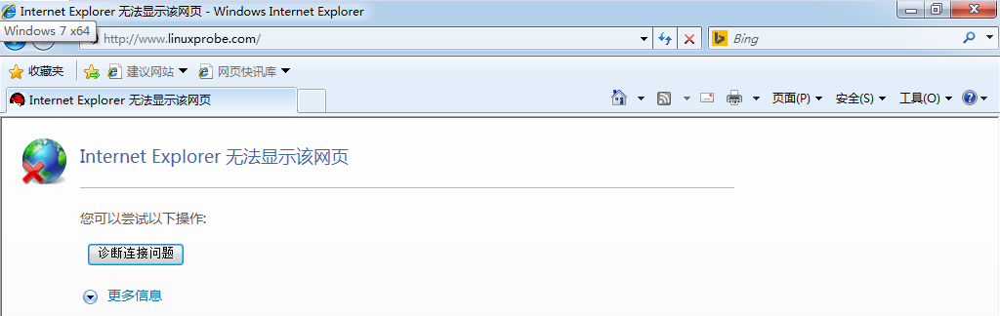 Internet Explorer 无法显示该网页 - Windows Internet Explorer
Windows 7 x64
http://www.linuxprobe.com/
Bing
收藏夹 建议网站 网页快讯库
Internet Explorer 无法显示该网页
页面(P) 安全(S) 工具(O)
Internet Explorer 无法显示该网页
您可以尝试以下操作:
诊断连接问题
更多信息